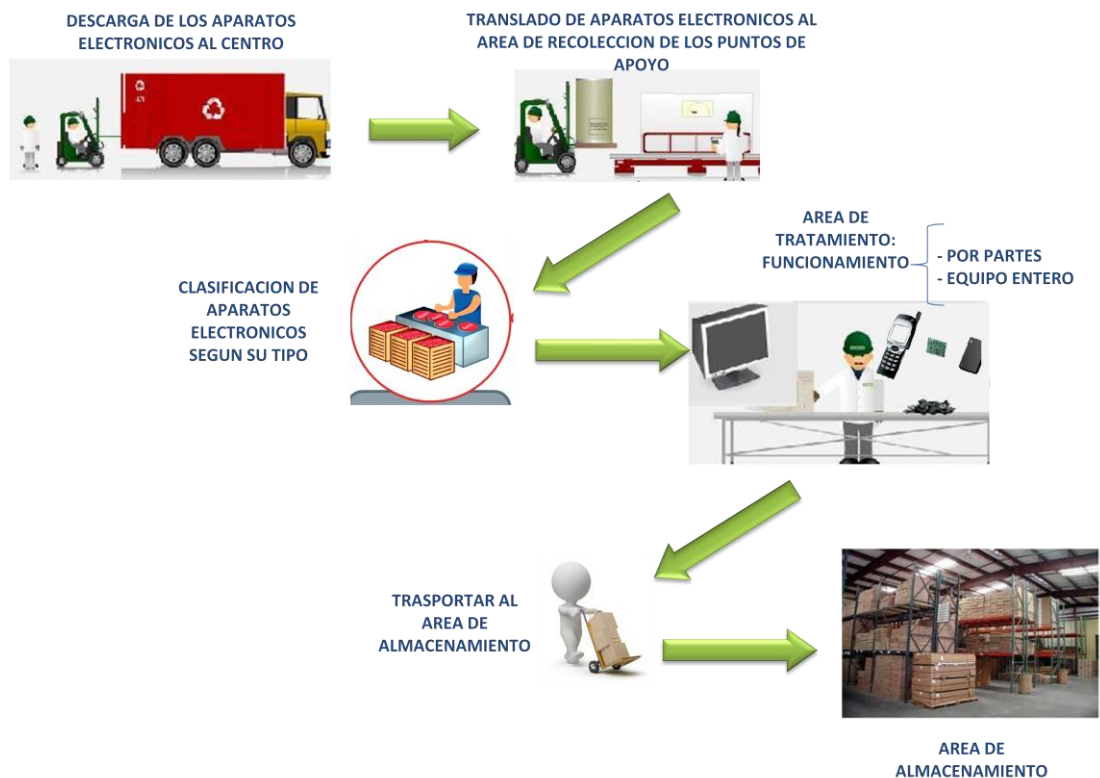 DESCARGA DE LOS APARATOS
ELECTRONICOS AL CENTRO
TRANSLADO DE APARATOS ELECTRONICOS AL
AREA DE RECOLECCION DE LOS PUNTOS DE
APOYO
CLASIFICACION DE
APARATOS
ELECTRONICOS
SEGUN SU TIPO
AREA DE
TRATAMIENTO:
FUNCIONAMIENTO
- POR PARTES
- EQUIPO ENTERO
TRASPORTAR AL
AREA DE
ALMACENAMIENTO
AREA DE
ALMACENAMIENTO